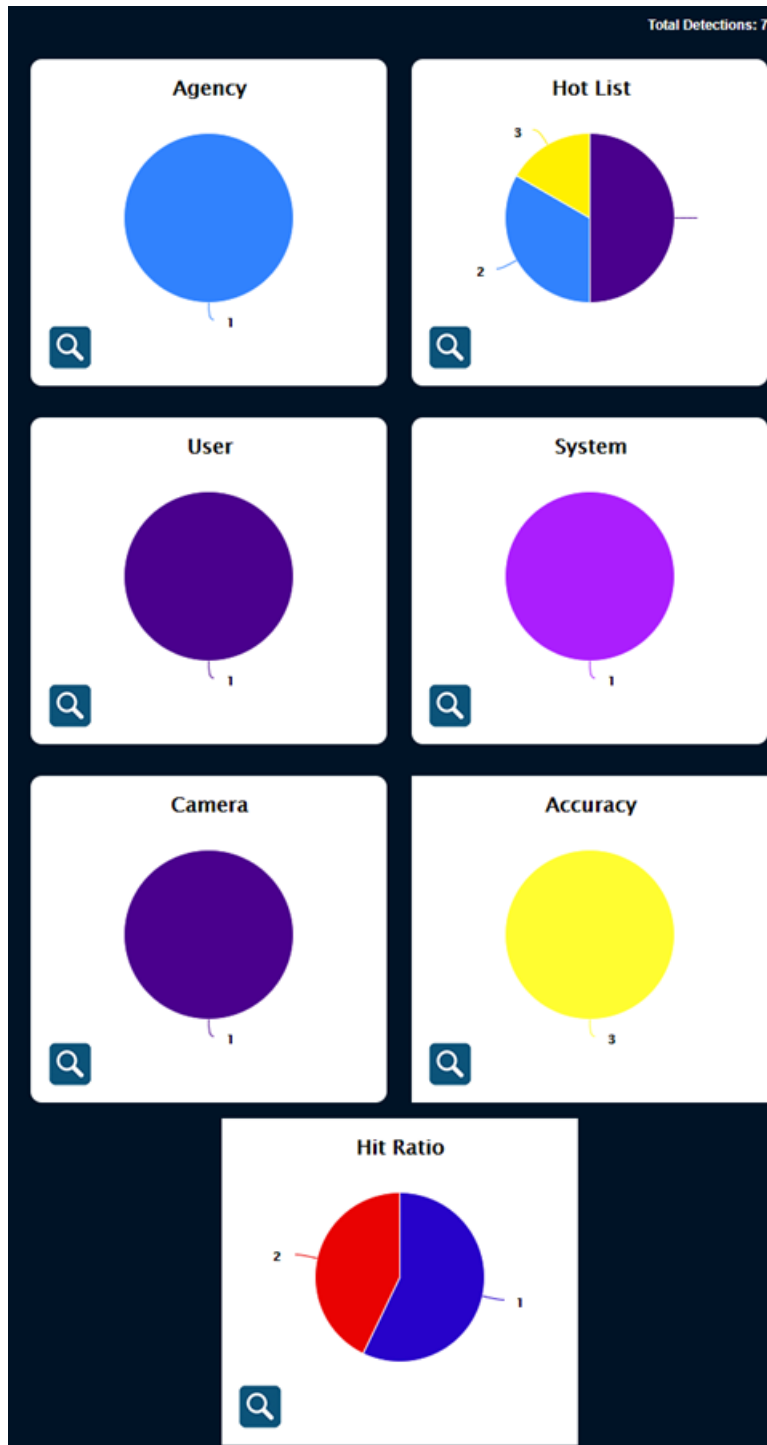 Total Detections: 7
Agency
1
Hot List
3
2
User
1
System
1
Camera
1
Accuracy
3
Hit Ratio
2
1